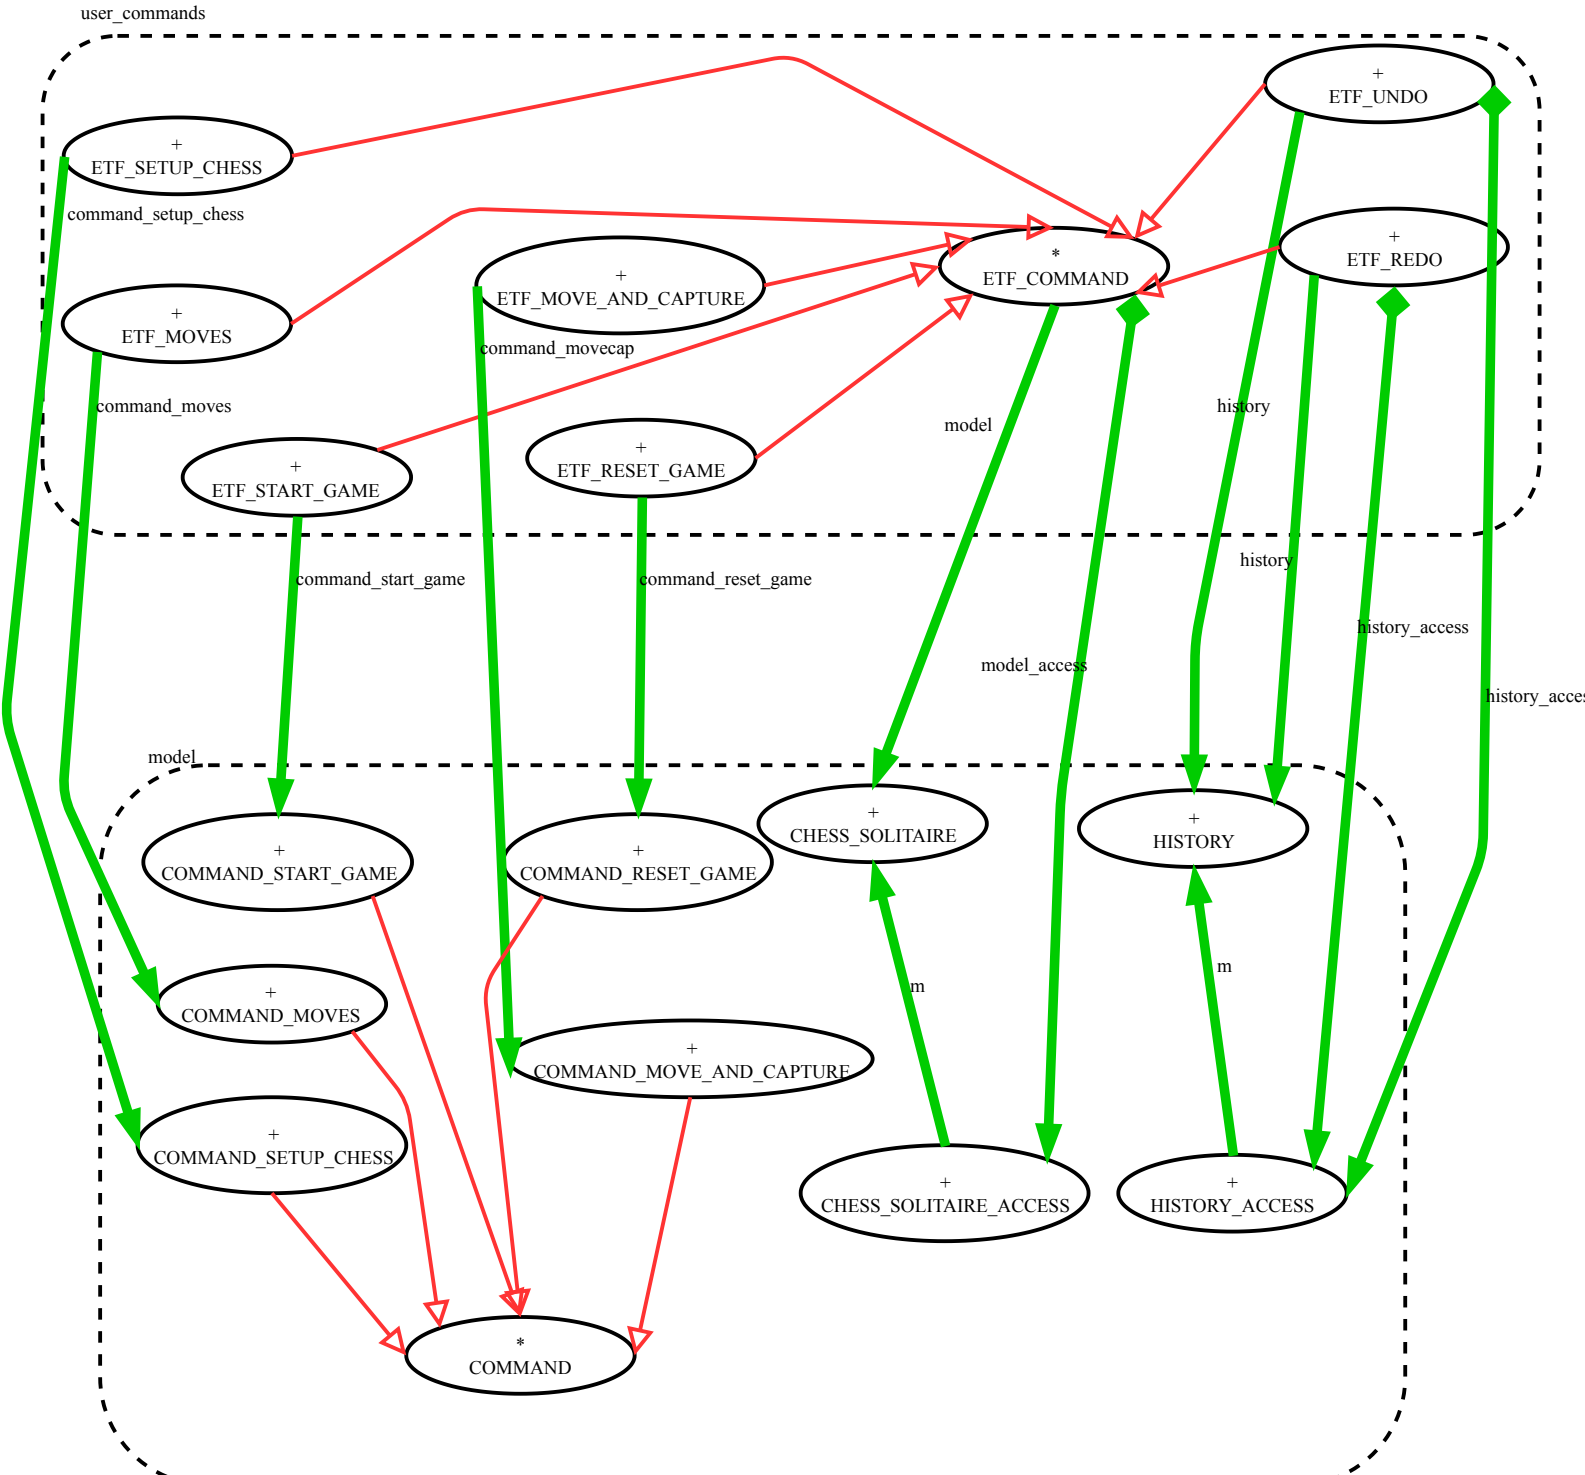 user_commands
+
ETF_UNDO
+
ETF_SETUP_CHESS
command_setup_chess
+
ETF_REDO
*
ETF_COMMAND
+
ETF_MOVE_AND_CAPTURE
+
ETF_MOVES
command_movecap
command_moves
history
model
+
ETF_RESET_GAME
+
ETF_START_GAME
history
command_start_game
command_reset_game
history_access
model_access
history_acces
model
+
CHESS_SOLITAIRE
+
HISTORY
+
COMMAND_START_GAME
+
COMMAND_RESET_GAME
m
m
+
COMMAND_MOVES
+
COMMAND_MOVE_AND_CAPTURE
+
COMMAND_SETUP_CHESS
+
CHESS_SOLITAIRE_ACCESS
+
HISTORY_ACCESS
*
COMMAND